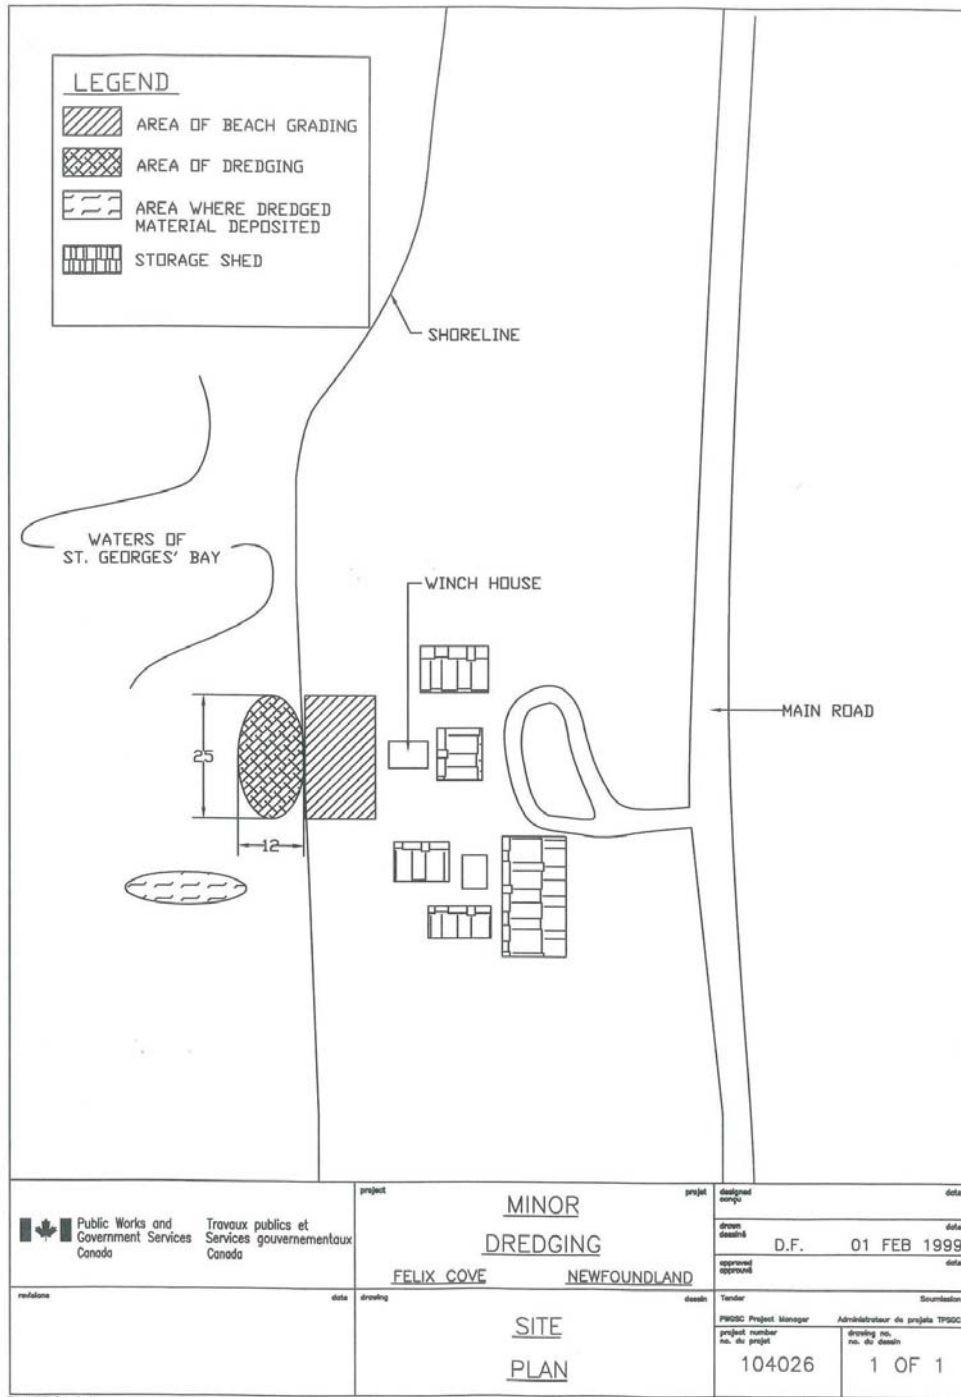 LEGEND
AREA OF BEACH GRADING
AREA OF DREDGING
AREA WHERE DREDGED
MATERIAL DEPOSITED
STORAGE SHED
SHORELINE
WATERS OF
ST. GEORGES' BAY
WINCH HOUSE
MAIN ROAD
25
12
Public Works and
Government Services
Canada
Travaux publics et
Services gouvernementaux
Canada
project projet
MINOR
DREDGING
FELIX COVE NEWFOUNDLAND
designed date
conçu
drawn date
dessiné
D.F. 01 FEB 1999
approved date
approuvé
revisions date
drawing dessin
SITE
PLAN
Tender Soumission
PWGSC Project Manager Administrateur de projets TPSGC
project number
no. du projet
104026
drawing no.
no. du dessin
1 OF 1